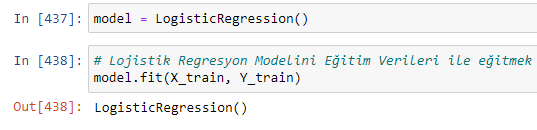 In [437]: model = LogisticRegression()
In [438]: # Lojistik Regresyon Modelini Eğitim Verileri ile eğitmek
model.fit(X_train, Y_train)
Out[438]: LogisticRegression()